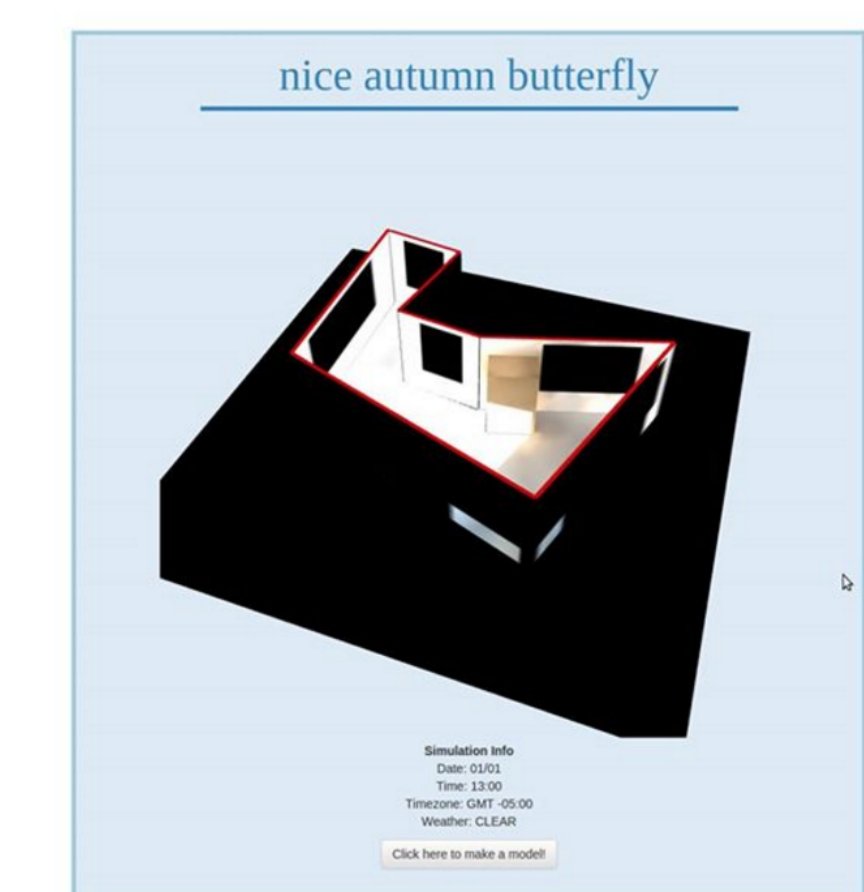 nice autumn butterfly
Simulation Info
Date: 01/01
Time: 13:00
Timezone: GMT -05:00
Weather: CLEAR
Click here to make a model!